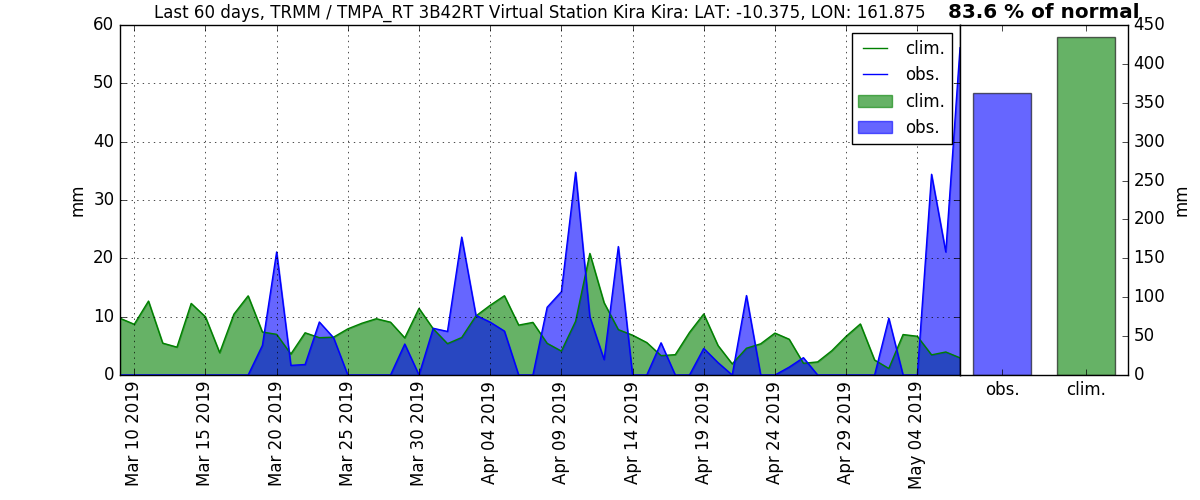 Last 60 days, TRMM / TMPA_RT 3B42RT Virtual Station Kira Kira: LAT: -10.375, LON: 161.875
83.6 % of normal
60
50
40
30
20
10
0
mm
clim.
obs.
clim.
obs.
450
400
350
300
250
200
150
100
50
0
mm
obs.
clim.
Mar 10 2019
Mar 15 2019
Mar 20 2019
Mar 25 2019
Mar 30 2019
Apr 04 2019
Apr 09 2019
Apr 14 2019
Apr 19 2019
Apr 24 2019
Apr 29 2019
May 04 2019